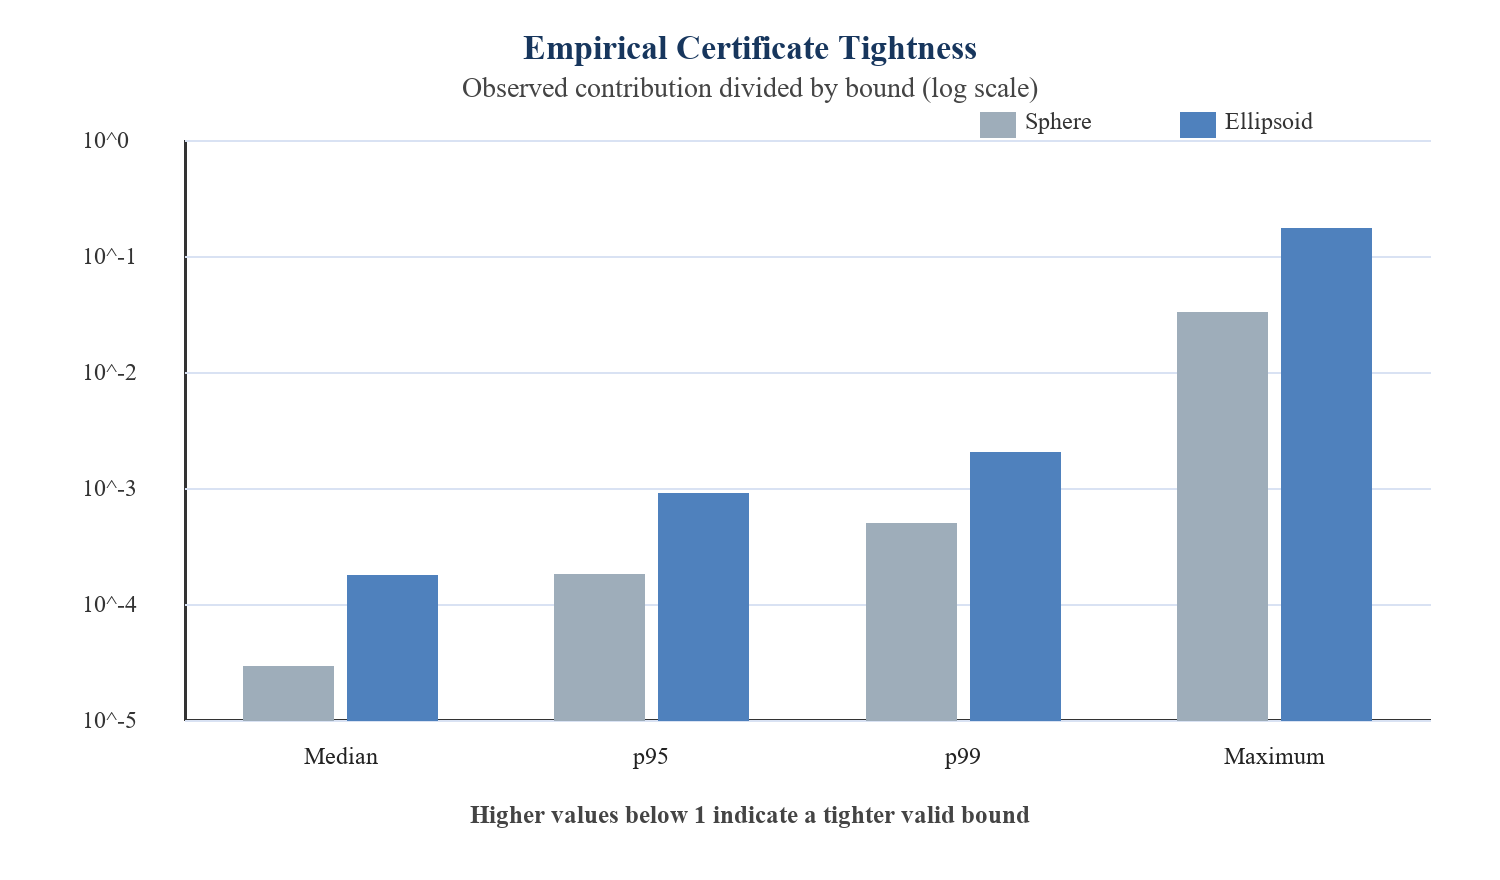 Empirical Certificate Tightness
Observed contribution divided by bound (log scale)
Sphere
Ellipsoid
10^0
10^-1
10^-2
10^-3
10^-4
10^-5
Median
p95
p99
Maximum
Higher values below 1 indicate a tighter valid bound